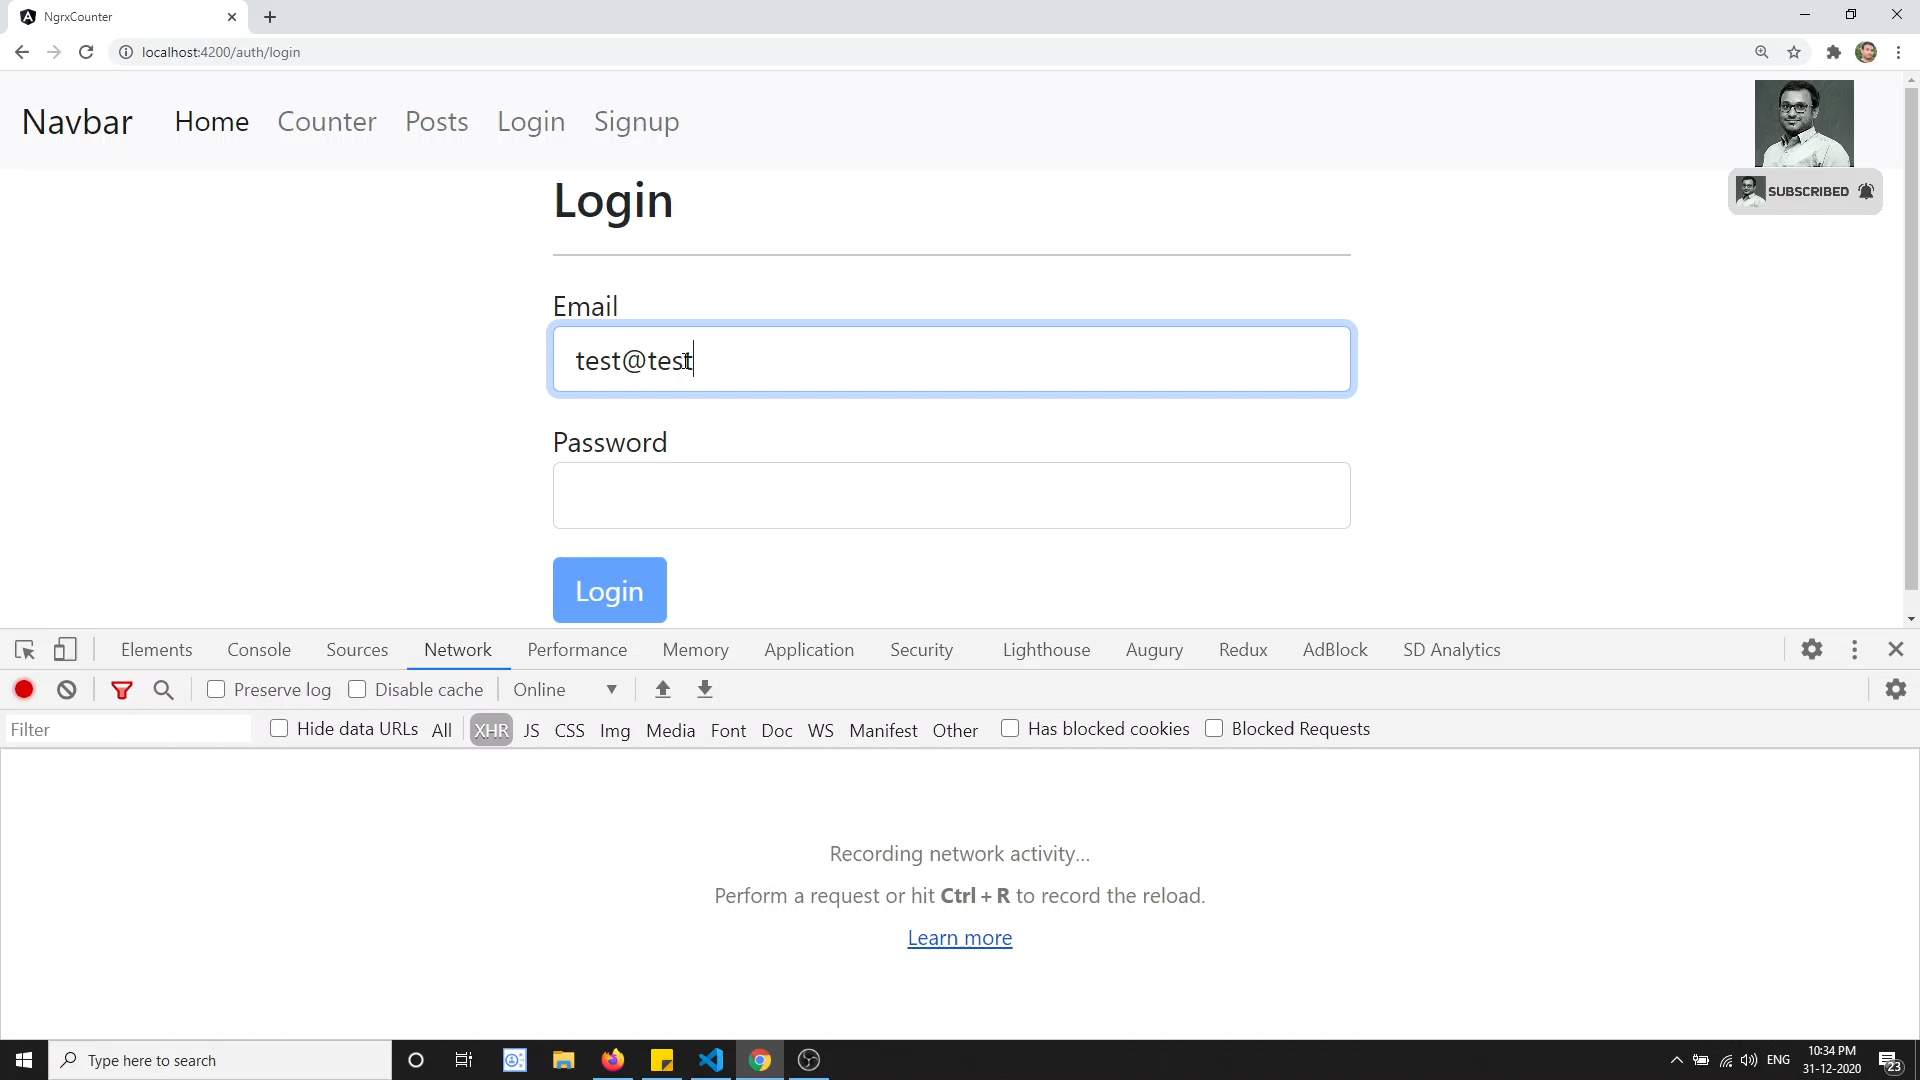 NgrxCounter
localhost:4200/auth/login
Navbar Home Counter Posts Login Signup
SUBSCRIBED
Login
Email
test@test
Password
Login
Elements Console Sources Network Performance Memory Application Security Lighthouse Augury Redux AdBlock SD Analytics
Preserve log Disable cache Online
Filter Hide data URLs All XHR JS CSS Img Media Font Doc WS Manifest Other Has blocked cookies Blocked Requests
Recording network activity...
Perform a request or hit Ctrl + R to record the reload.
Learn more
Type here to search
ENG
10:34 PM
31-12-2020
23